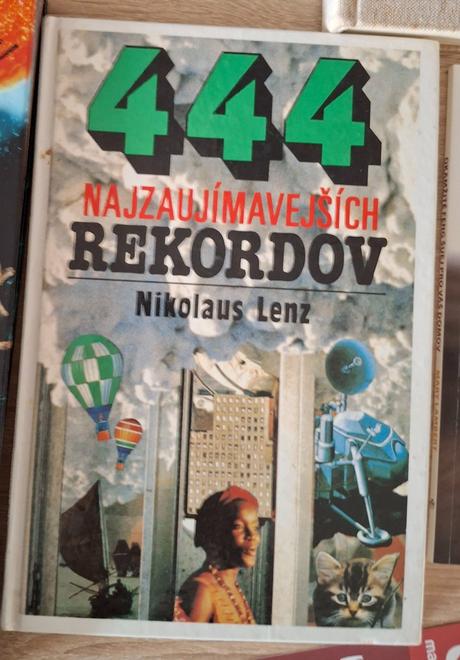 444
NAJZAUJÍMAVEJŠÍCH
REKORDOV
Nikolaus Lenz